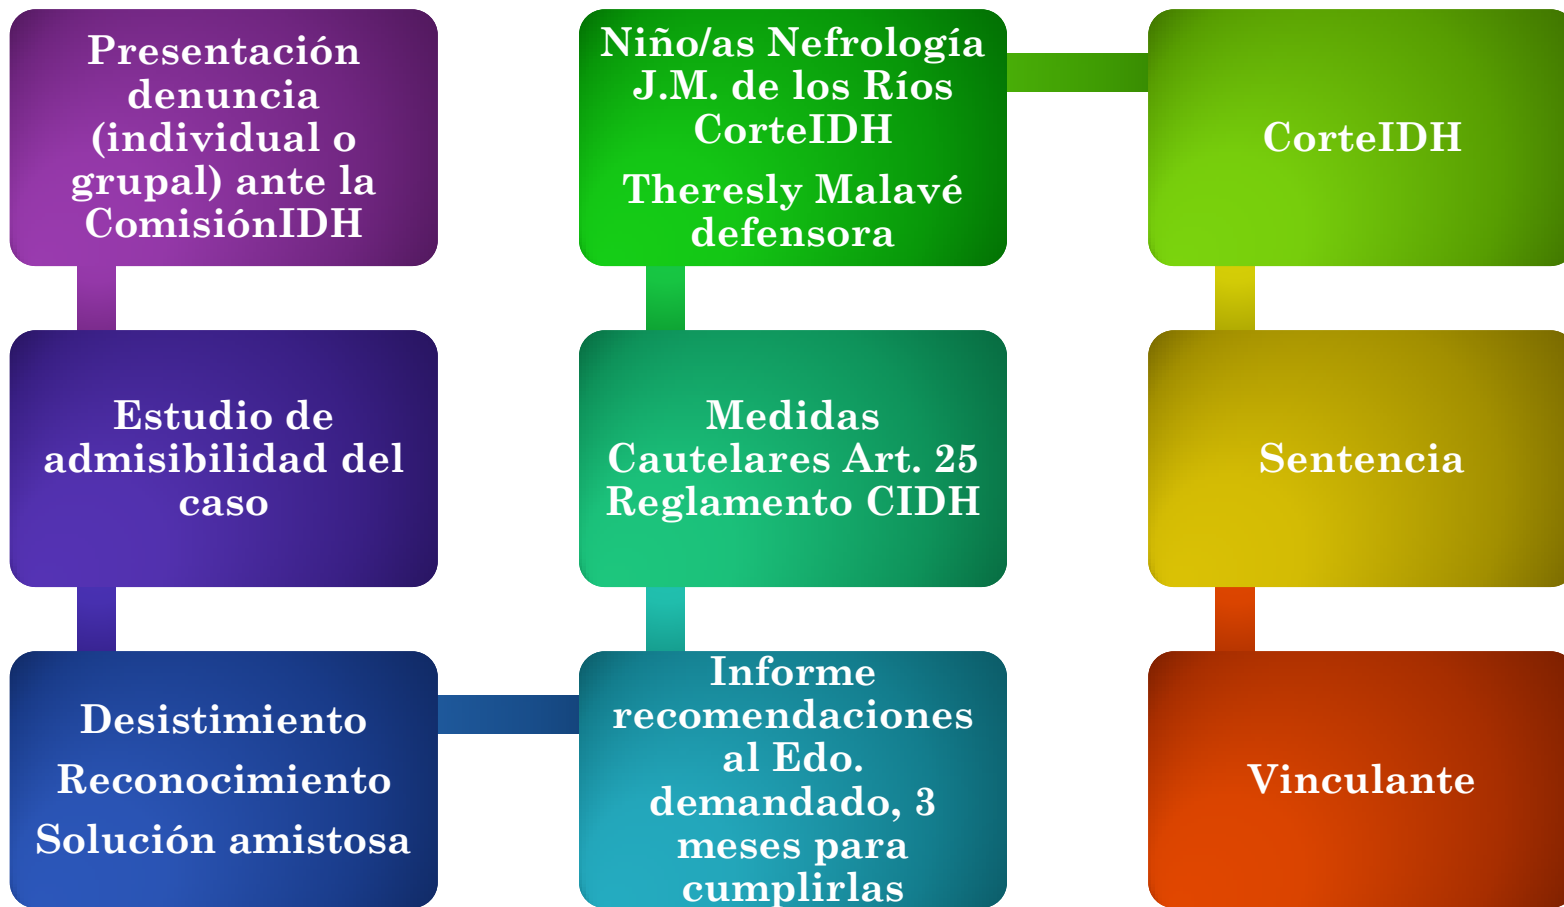 Presentación
denuncia
(individual o
grupal) ante la
ComisiónIDH
Estudio de
admisibilidad del
caso
Desistimiento
Reconocimiento
Solución amistosa
Informe
recomendaciones
al Edo.
demandado, 3
meses para
cumplirlas
Medidas
Cautelares Art. 25
Reglamento CIDH
Niño/as Nefrología
J.M. de los Ríos
CorteIDH
Theresly Malavé
defensora
CorteIDH
Sentencia
Vinculante